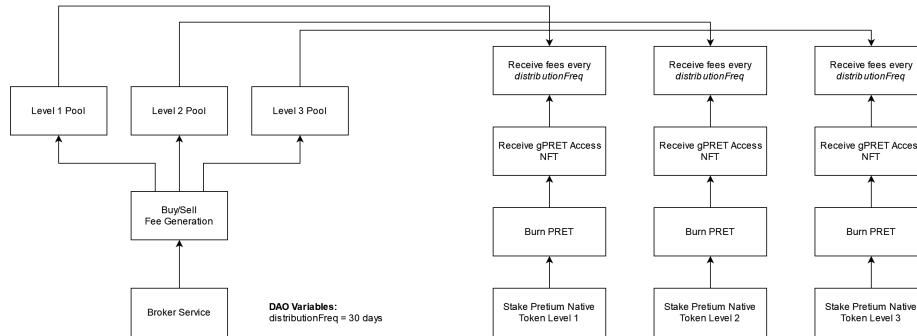 Receive fees every
distributionFreq
Receive fees every
distributionFreq
Receive fees every
distributionFreq
Level 1 Pool
Level 2 Pool
Level 3 Pool
Receive gPRET Access
NFT
Receive gPRET Access
NFT
Receive gPRET Access
NFT
Buy/Sell
Fee Generation
Burn PRET
Burn PRET
Burn PRET
Broker Service
DAO Variables:
distributionFreq = 30 days
Stake Pretium Native
Token Level 1
Stake Pretium Native
Token Level 2
Stake Pretium Native
Token Level 3